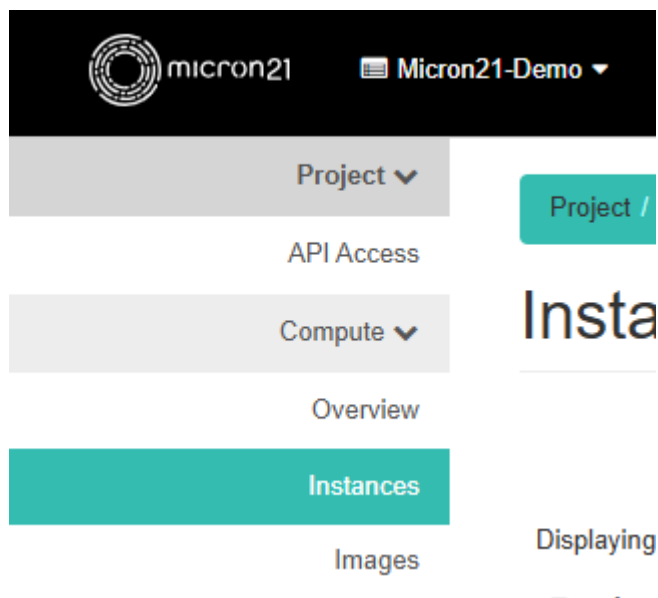 micron21
Micron21-Demo
Project
API Access
Compute
Overview
Instances
Images
Project /
Insta
Displaying